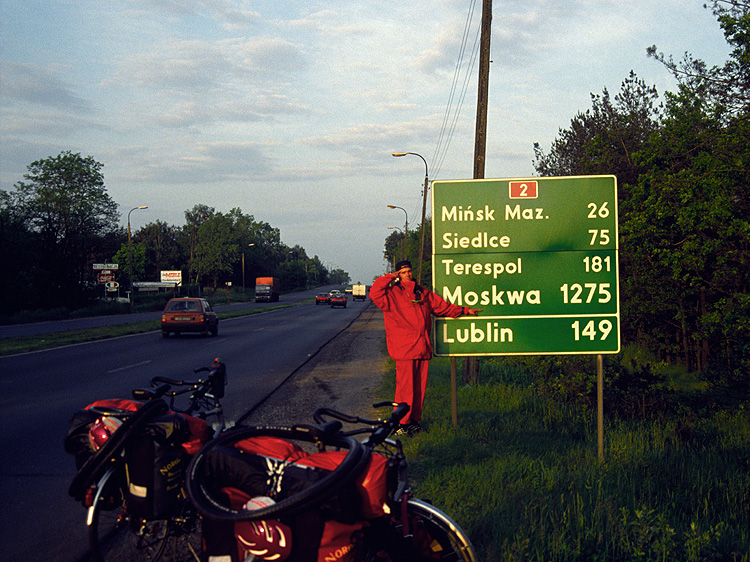 2
Mińsk Maz. 26
Siedlce 75
Terespol 181
Moskwa 1275
Lublin 149